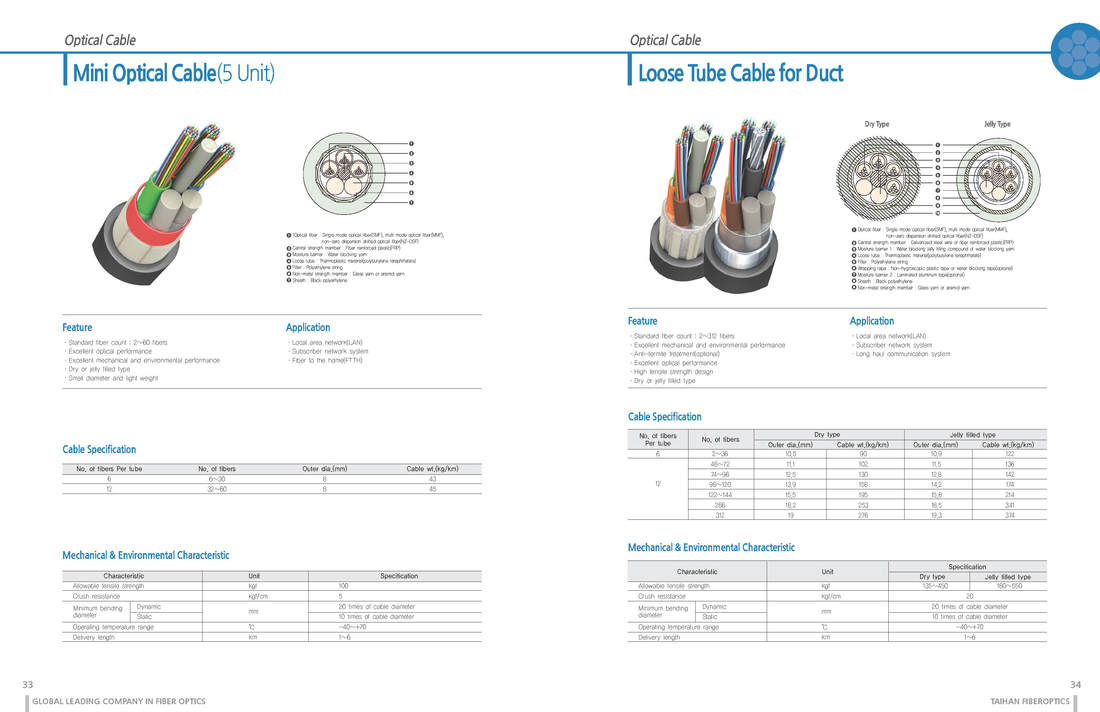 Optical Cable
Mini Optical Cable(5 Unit)
❶ !Optical fiber : Single mode optical fiber(SMF), multi mode optical fiber(MMF),
non-zero dispersion shifted optical fiber(NZ-DSF)
❷ Central strength member : Fiber reinforced plastic(FRP)
❸ Moisture barrier : Water blocking yarn
❹ Loose tube : Thermoplastic material(polybutylene terephthalate)
❺ Filler : Polyethylene string
❻ Non-metal strength member : Glass yarn or aramid yarn
❼ Sheath : Black polyethylene
Feature
· Standard fiber count : 2~60 fibers
· Excellent optical performance
· Excellent mechanical and environmental performance
· Dry or jelly filled type
· Small diameter and light weight
Application
· Local area network(LAN)
· Subscriber network system
· Fiber to the home(FTTH)
Cable Specification
No. of fibers Per tube No. of fibers Outer dia.(mm) Cable wt.(kg/km)
6 6~30 8 43
12 32~60 8 45
Mechanical & Environmental Characteristic
Characteristic Unit Specification
Allowable tensile strength Kgf 100
Crush resistance Kgf/cm 5
Minimum bending diameter Dynamic mm 20 times of cable diameter
Static 10 times of cable diameter
Operating temperature range ℃ -40~+70
Delivery length km 1~6
33
GLOBAL LEADING COMPANY IN FIBER OPTICS
Optical Cable
Loose Tube Cable for Duct
Dry Type Jelly Type
❶ Optical fiber : Single mode optical fiber(SMF), multi mode optical fiber(MMF),
non-zero dispersion shifted optical fiber(NZ-DSF)
❷ Central strength member : Galvanized steel wire or fiber reinforced plastic(FRP)
❸ Moisture barrier 1 : Water blocking jelly filling compound or water blocking yarn
❹ Loose tube : Thermoplastic material(polybutylene terephthalate)
❺ Filler : Polyethylene string
❻ Wrapping tape : Non-hygroscopic plastic tape or water blocking tape(optional)
❼ Moisture barrier 2 : Laminated aluminum tape(optional)
❽ Sheath : Black polyethylene
❾ Non-metal strength member : Glass yarn or aramid yarn
Feature
· Standard fiber count : 2~312 fibers
· Excellent mechanical and environmental performance
· Anti-termite treatment(optional)
· Excellent optical performance
· High tensile strength design
· Dry or jelly filled type
Application
· Local area network(LAN)
· Subscriber network system
· Long haul communication system
Cable Specification
No. of fibers Per tube No. of fibers Dry type Jelly filled type
Outer dia.(mm) Cable wt.(kg/km) Outer dia.(mm) Cable wt.(kg/km)
6 2~36 10.5 90 10.9 122
12 48~72 11.1 102 11.5 136
74~96 12.5 130 12.8 142
98~120 13.9 158 14.2 174
122~144 15.5 195 15.8 214
288 18.2 253 18.5 341
312 19 276 19.3 374
Mechanical & Environmental Characteristic
Characteristic Unit Specification
Dry type Jelly filled type
Allowable tensile strength Kgf 135~450 180~550
Crush resistance Kgf/cm 20
Minimum bending diameter Dynamic mm 20 times of cable diameter
Static 10 times of cable diameter
Operating temperature range ℃ -40~+70
Delivery length km 1~6
34
TAIHAN FIBEROPTICS